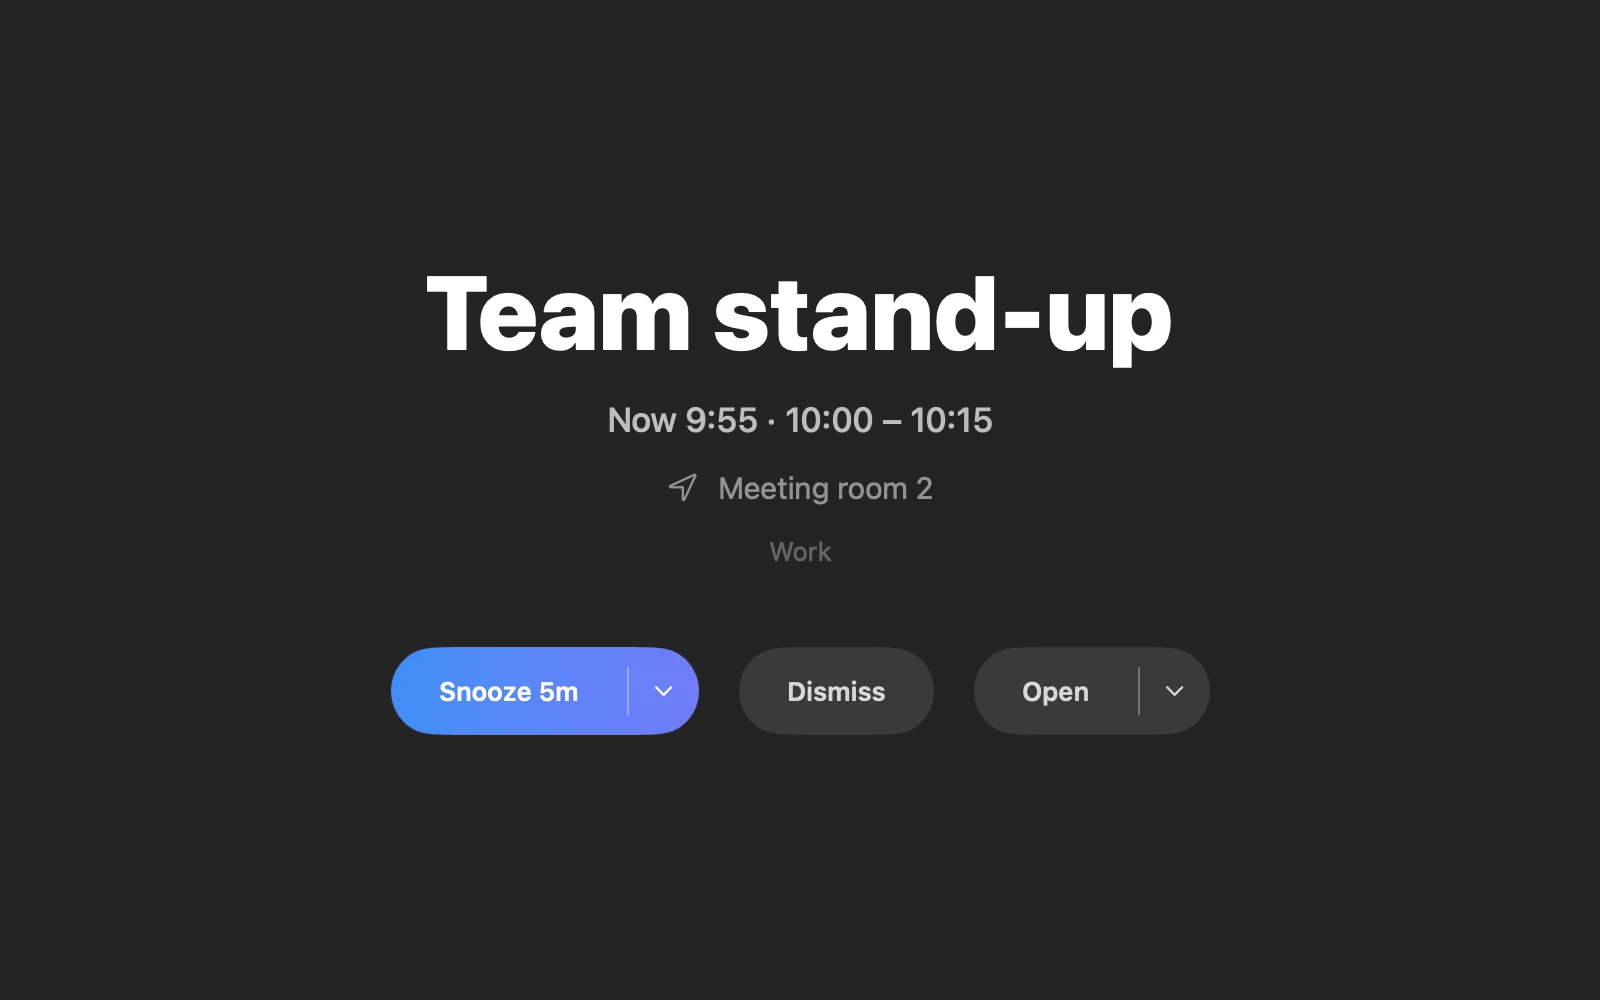 Team stand-up
Now 9:55 · 10:00 – 10:15
Meeting room 2
Work
Snooze 5m
Dismiss
Open